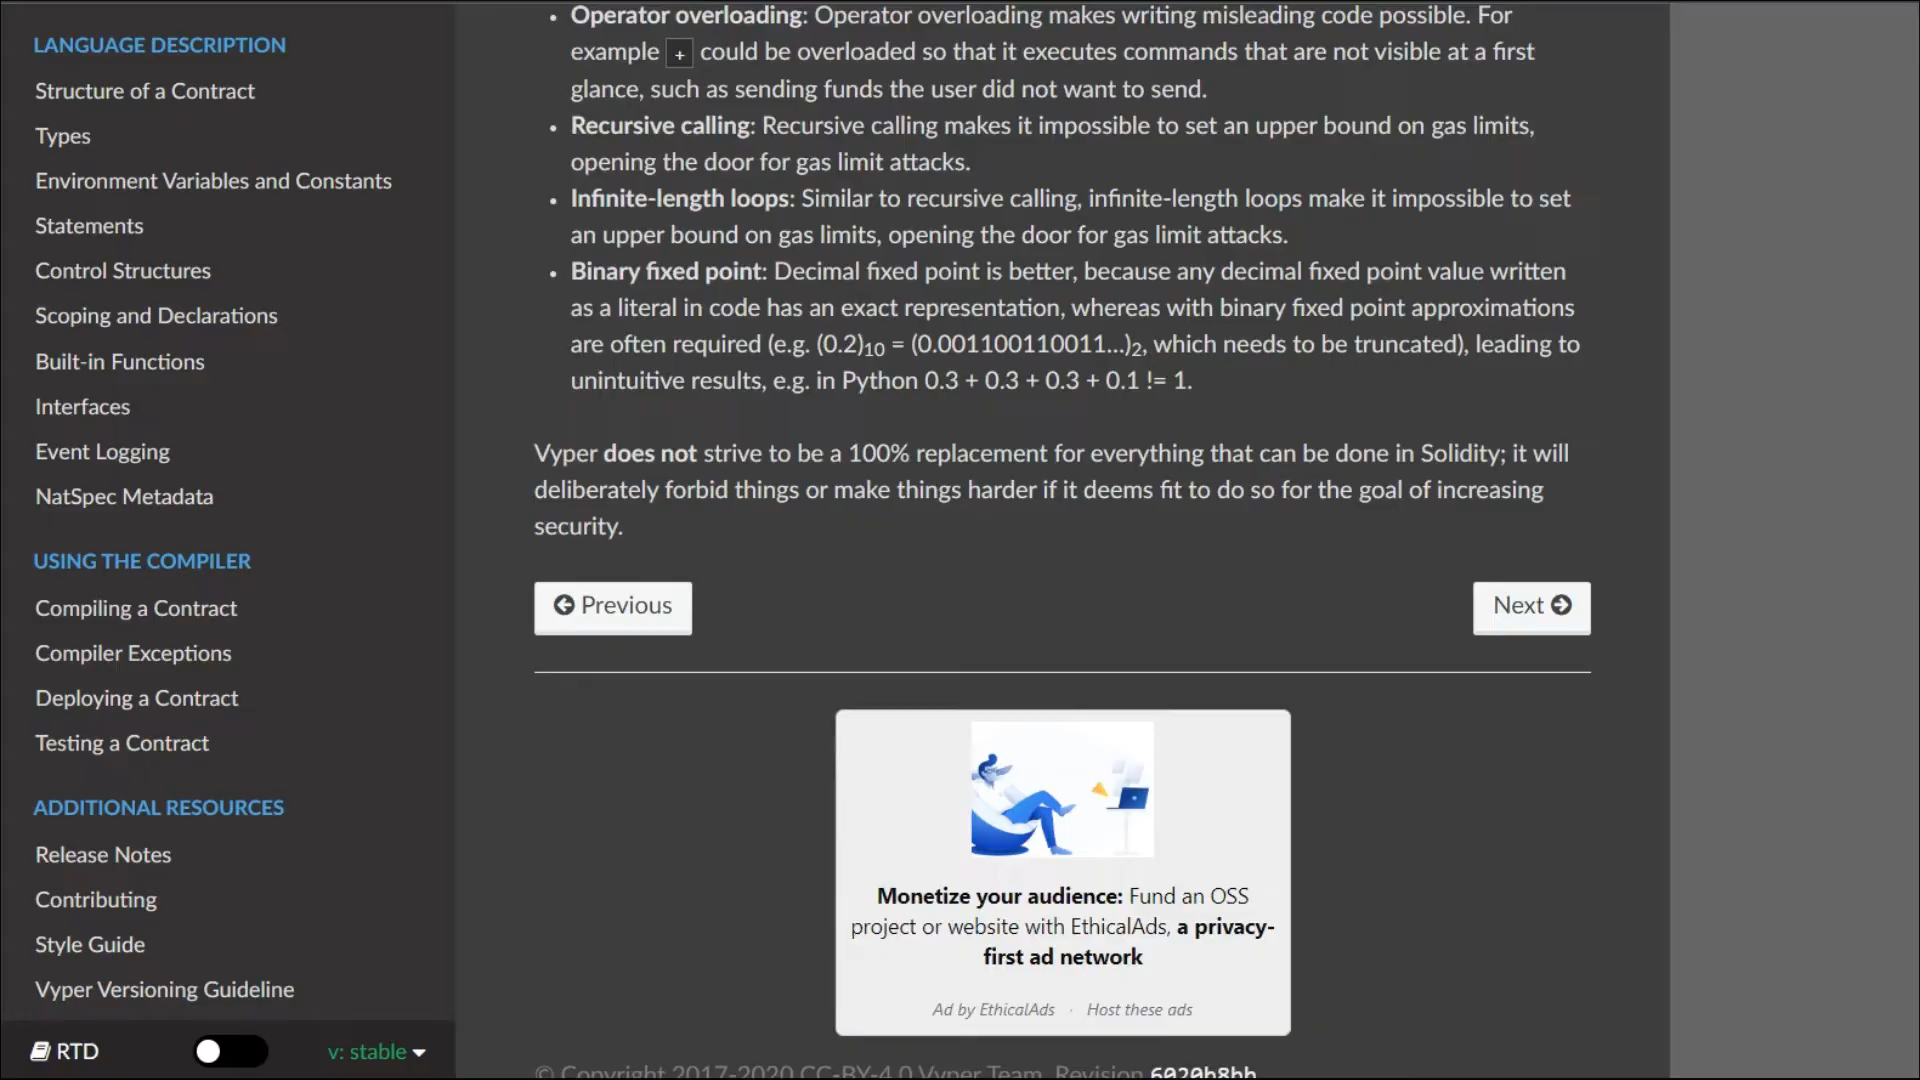 LANGUAGE DESCRIPTION
Structure of a Contract
Types
Environment Variables and Constants
Statements
Control Structures
Scoping and Declarations
Built-in Functions
Interfaces
Event Logging
NatSpec Metadata
USING THE COMPILER
Compiling a Contract
Compiler Exceptions
Deploying a Contract
Testing a Contract
ADDITIONAL RESOURCES
Release Notes
Contributing
Style Guide
Vyper Versioning Guideline
RTD
v: stable
• Operator overloading: Operator overloading makes writing misleading code possible. For
example + could be overloaded so that it executes commands that are not visible at a first
glance, such as sending funds the user did not want to send.
• Recursive calling: Recursive calling makes it impossible to set an upper bound on gas limits,
opening the door for gas limit attacks.
• Infinite-length loops: Similar to recursive calling, infinite-length loops make it impossible to set
an upper bound on gas limits, opening the door for gas limit attacks.
• Binary fixed point: Decimal fixed point is better, because any decimal fixed point value written
as a literal in code has an exact representation, whereas with binary fixed point approximations
are often required (e.g. (0.2)₁₀ = (0.001100110011...)₂, which needs to be truncated), leading to
unintuitive results, e.g. in Python 0.3 + 0.3 + 0.3 + 0.1 != 1.
Vyper does not strive to be a 100% replacement for everything that can be done in Solidity; it will
deliberately forbid things or make things harder if it deems fit to do so for the goal of increasing
security.
Previous
Next
Monetize your audience: Fund an OSS
project or website with EthicalAds, a privacy-
first ad network
Ad by EthicalAds · Host these ads
© Copyright 2017-2020 CC-BY-4.0 Vyper Team. Revision 6020b8bb